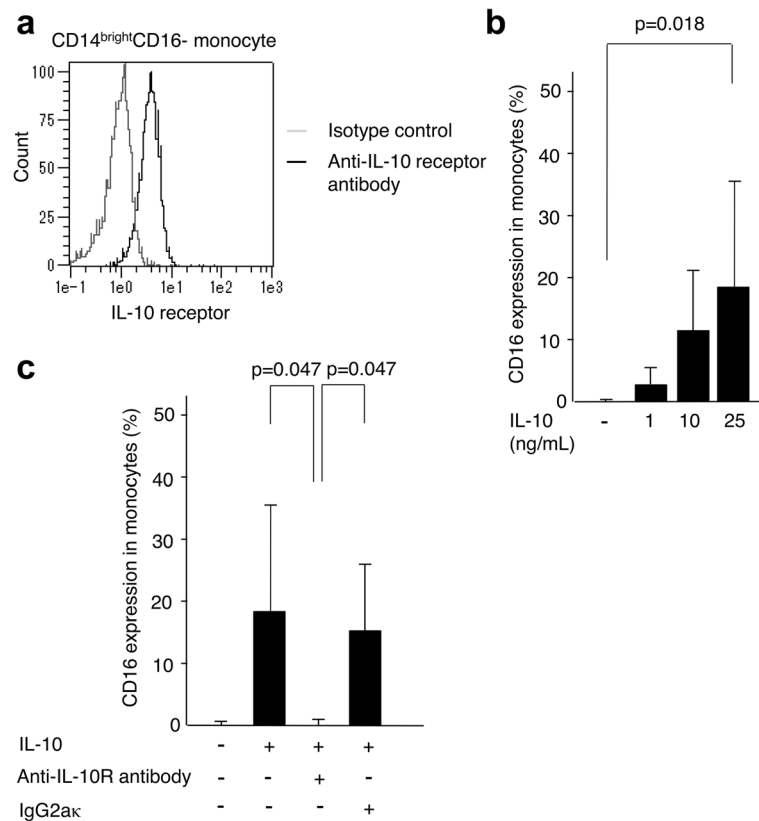 a
CD14brightCD16- monocyte
100
75
50
25
0
Count
1e-1 1e0 1e1 1e2 1e3
IL-10 receptor
Isotype control
Anti-IL-10 receptor
antibody
b
p=0.018
CD16 expression in monocytes (%)
50
40
30
20
10
0
IL-10
(ng/mL)
- 1 10 25
c
p=0.047 p=0.047
CD16 expression in monocytes (%)
50
40
30
20
10
0
IL-10 - + + +
Anti-IL-10R antibody - - + -
IgG2aκ - - - +